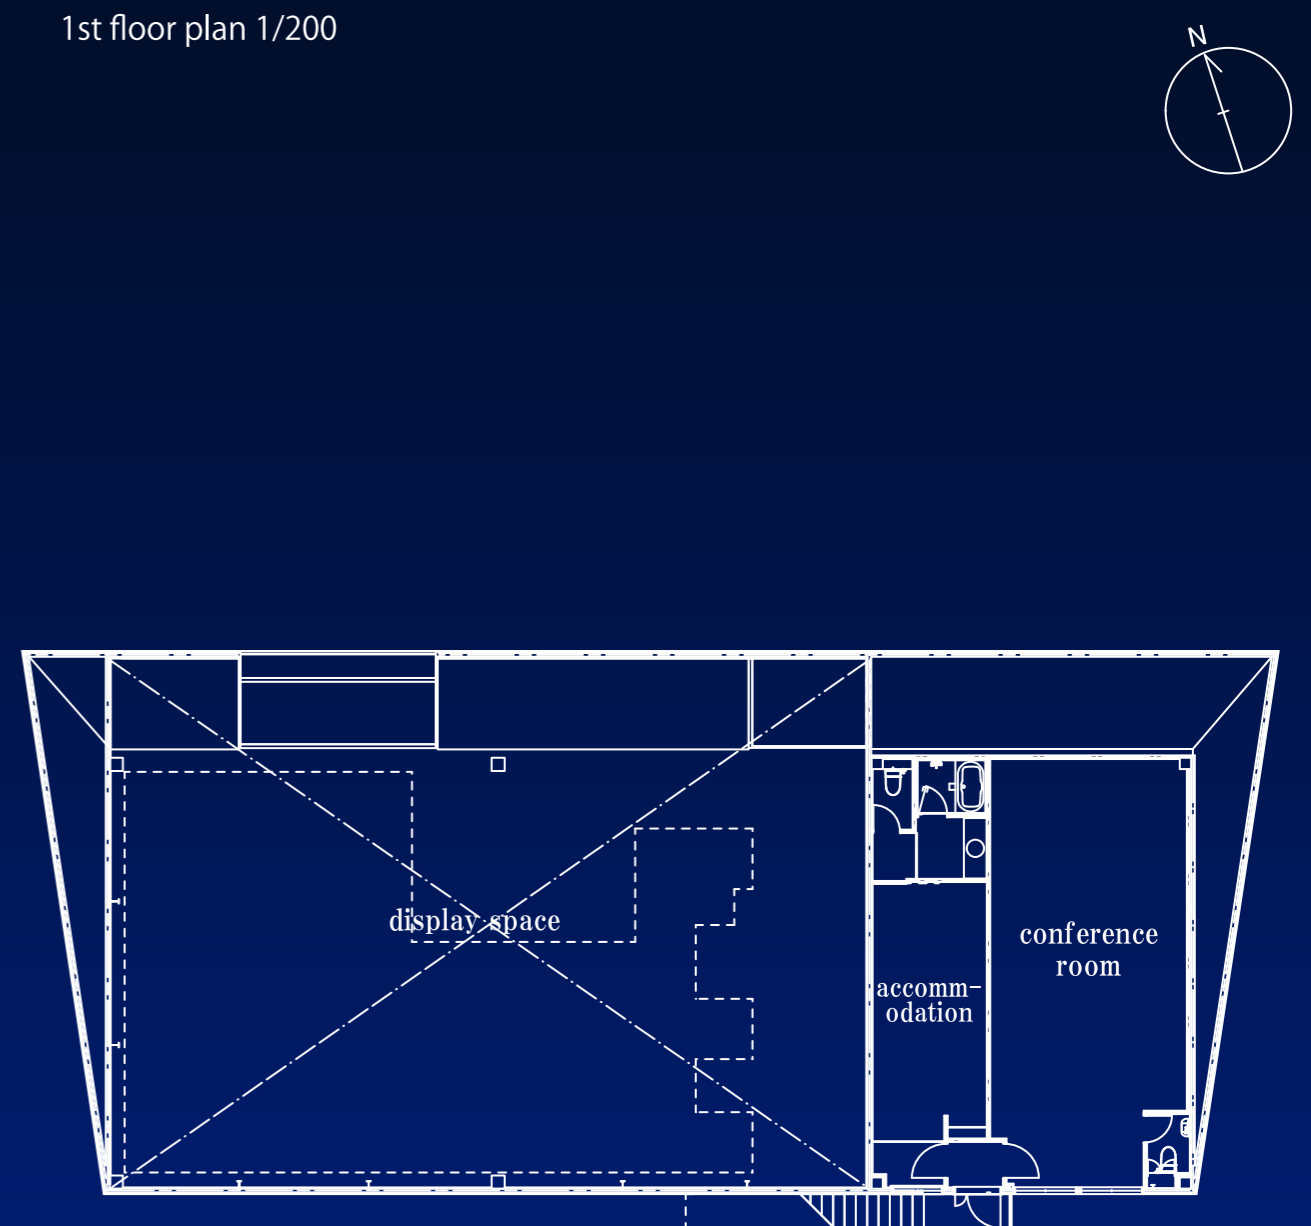 1st floor plan 1/200
N
display space
conference
room
accomm-
odation